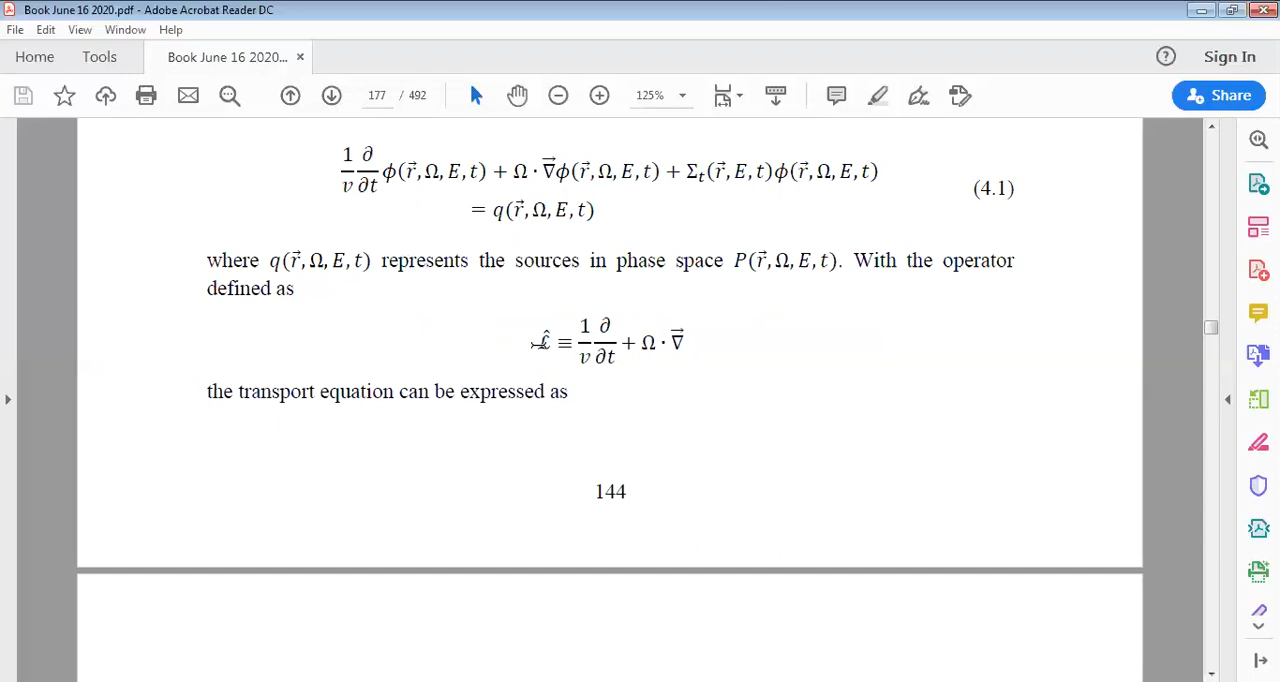 Book June 16 2020.pdf - Adobe Acrobat Reader DC
File Edit View Window Help
Home Tools Book June 16 2020... × ? Sign In
177 / 492 125% Share
1/v ∂/∂t ϕ(r⃗,Ω,E,t) + Ω · ∇⃗ϕ(r⃗,Ω,E,t) + Σₜ(r⃗,E,t)ϕ(r⃗,Ω,E,t)
= q(r⃗,Ω,E,t)
(4.1)
where q(r⃗,Ω,E,t) represents the sources in phase space P(r⃗,Ω,E,t). With the operator
defined as
ℒ̂ ≡ 1/v ∂/∂t + Ω · ∇⃗
the transport equation can be expressed as
144